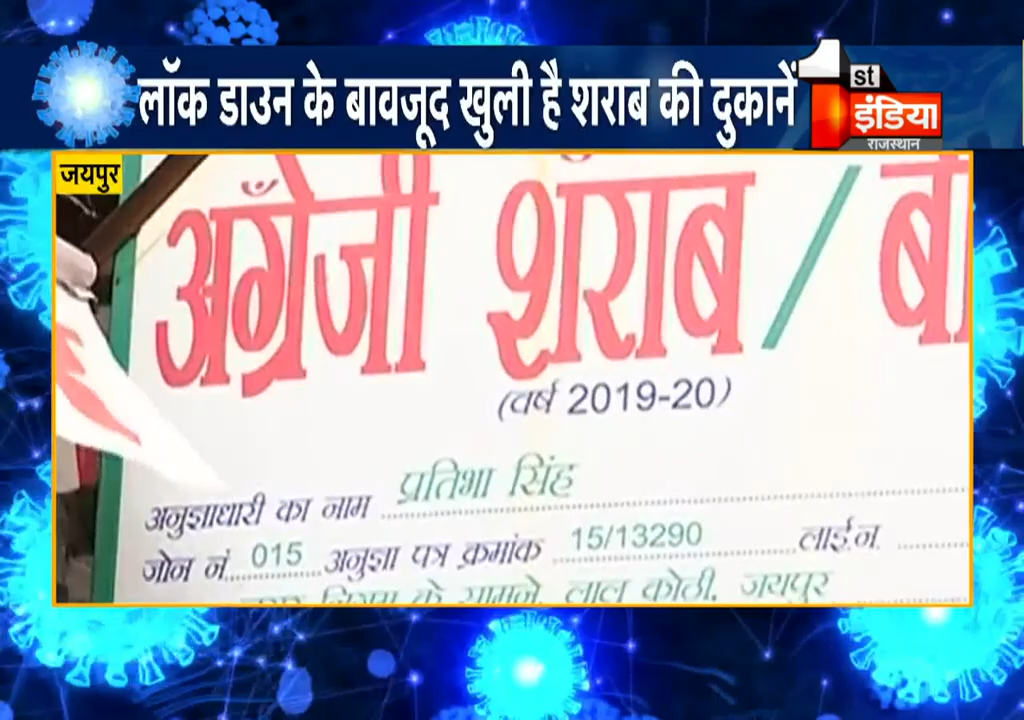 लॉक डाउन के बावजूद खुली है शराब की दुकानें
1st
इंडिया
राजस्थान
जयपुर
अंग्रेजी शराब /
(वर्ष 2019-20)
अनुज्ञाधारी का नाम प्रतिभा सिंह
जोन नं. 015 अनुज्ञा पत्र क्रमांक 15/13290 लाई.न.
के सामने, लाल कोठी, जयपुर